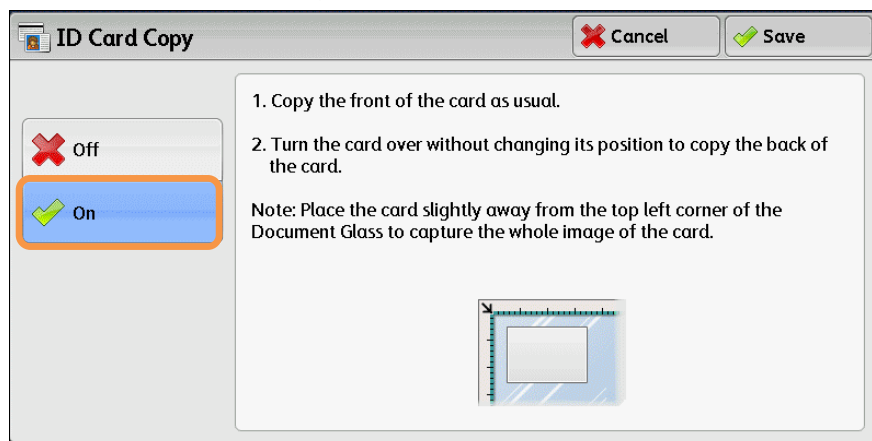 ID Card Copy
Cancel
Save
Off
On
1. Copy the front of the card as usual.
2. Turn the card over without changing its position to copy the back of
the card.
Note: Place the card slightly away from the top left corner of the
Document Glass to capture the whole image of the card.